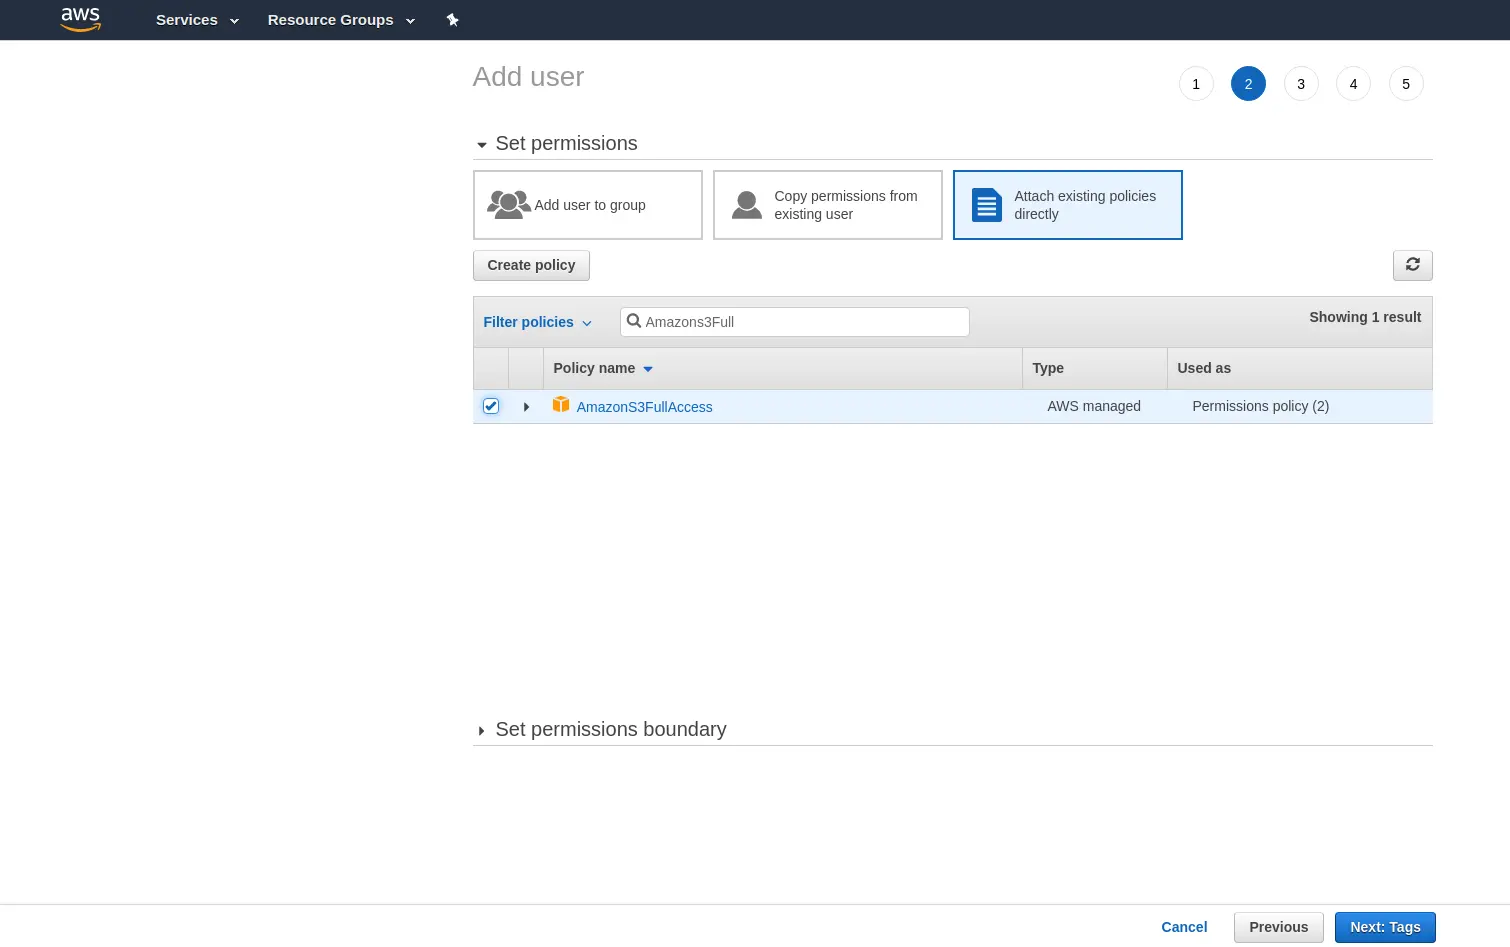 aws Services Resource Groups
Add user 1 2 3 4 5
Set permissions
Add user to group
Copy permissions from
existing user
Attach existing policies
directly
Create policy
Filter policies Amazons3Full Showing 1 result
Policy name Type Used as
AmazonS3FullAccess AWS managed Permissions policy (2)
Set permissions boundary
Cancel Previous Next: Tags